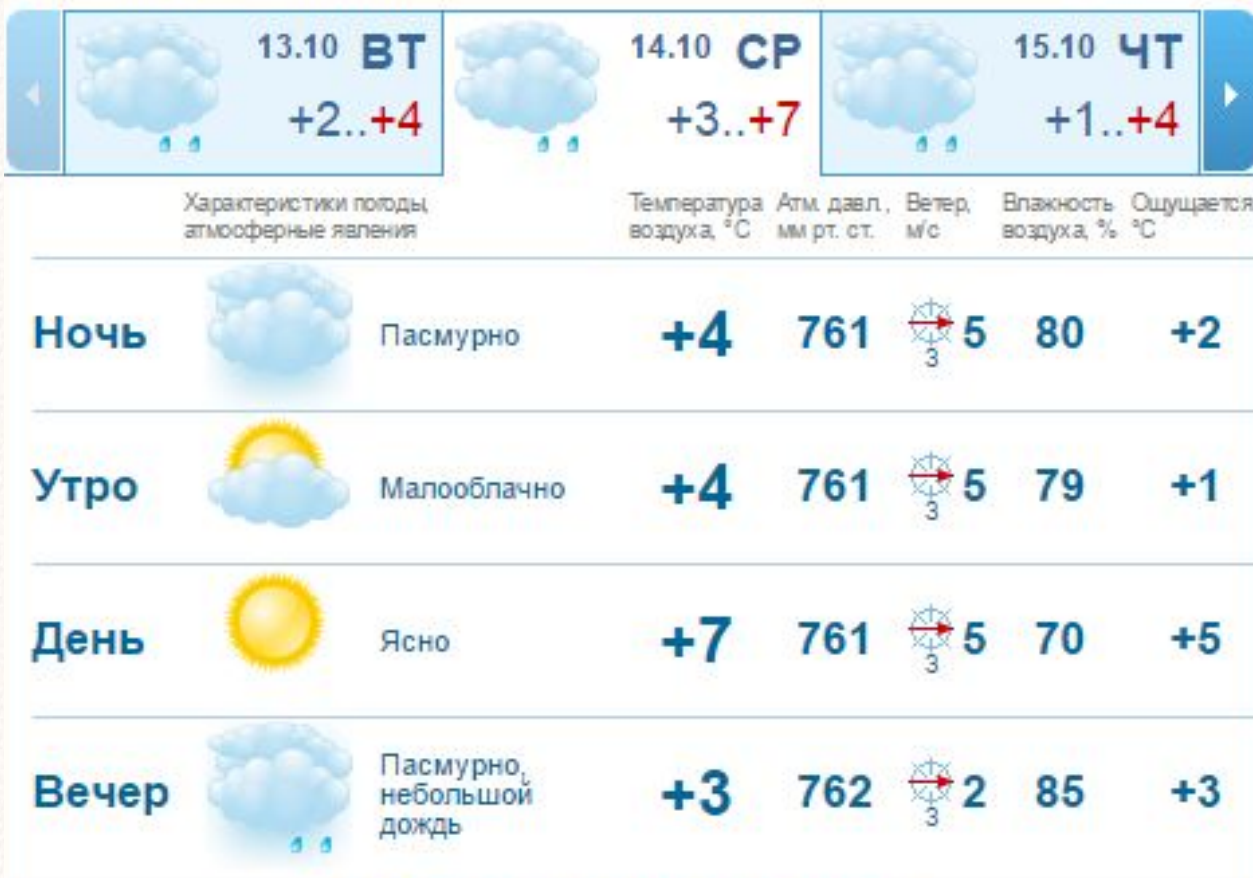 13.10 ВТ
+2..+4
14.10 СР
+3..+7
15.10 ЧТ
+1..+4
Характеристики погоды,
атмосферные явления
Температура
воздуха, °C
Атм. давл.,
мм рт. ст.
Ветер,
м/с
Влажность
воздуха, %
Ощущается
°C
Ночь Пасмурно +4 761 З 5 80 +2
Утро Малооблачно +4 761 З 5 79 +1
День Ясно +7 761 З 5 70 +5
Вечер Пасмурно,
небольшой
дождь
+3 762 З 2 85 +3